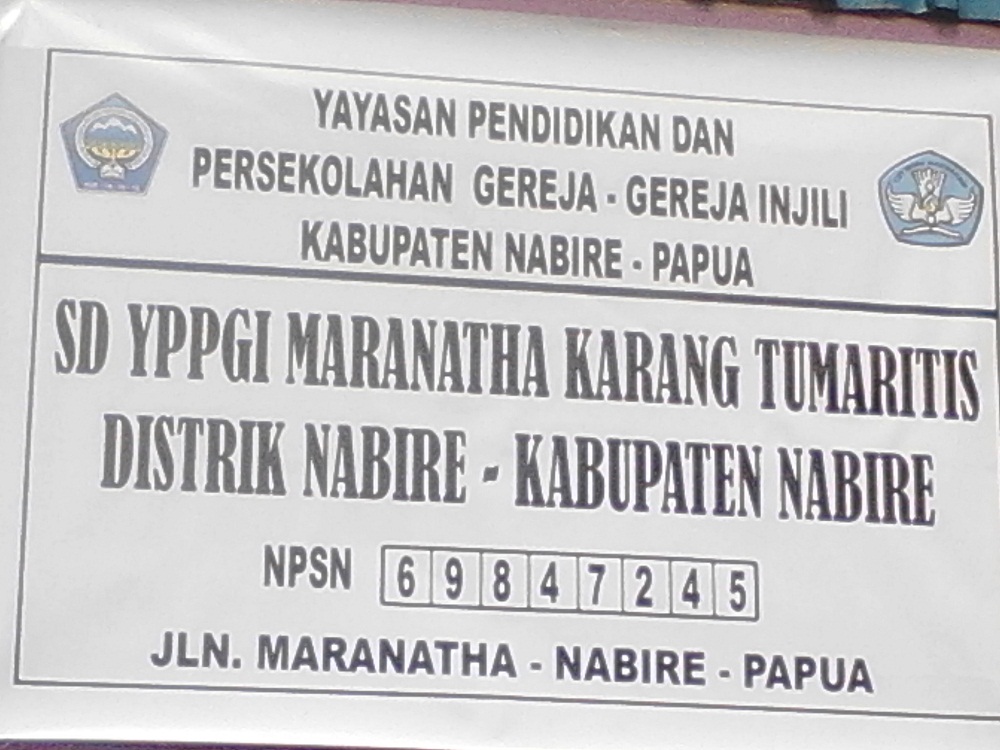 YAYASAN PENDIDIKAN DAN
PERSEKOLAHAN GEREJA - GEREJA INJILI
KABUPATEN NABIRE - PAPUA
SD YPPGI MARANATHA KARANG TUMARITIS
DISTRIK NABIRE - KABUPATEN NABIRE
NPSN 69847245
JLN. MARANATHA - NABIRE - PAPUA